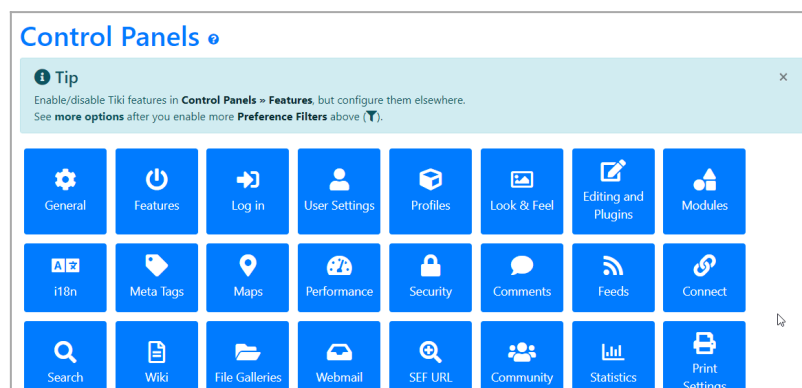 Control Panels
Tip
Enable/disable Tiki features in Control Panels » Features, but configure them elsewhere.
See more options after you enable more Preference Filters above ( ).
General
Features
Log in
User Settings
Profiles
Look & Feel
Editing and
Plugins
Modules
i18n
Meta Tags
Maps
Performance
Security
Comments
Feeds
Connect
Search
Wiki
File Galleries
Webmail
SEF URL
Community
Statistics
Print
Settings